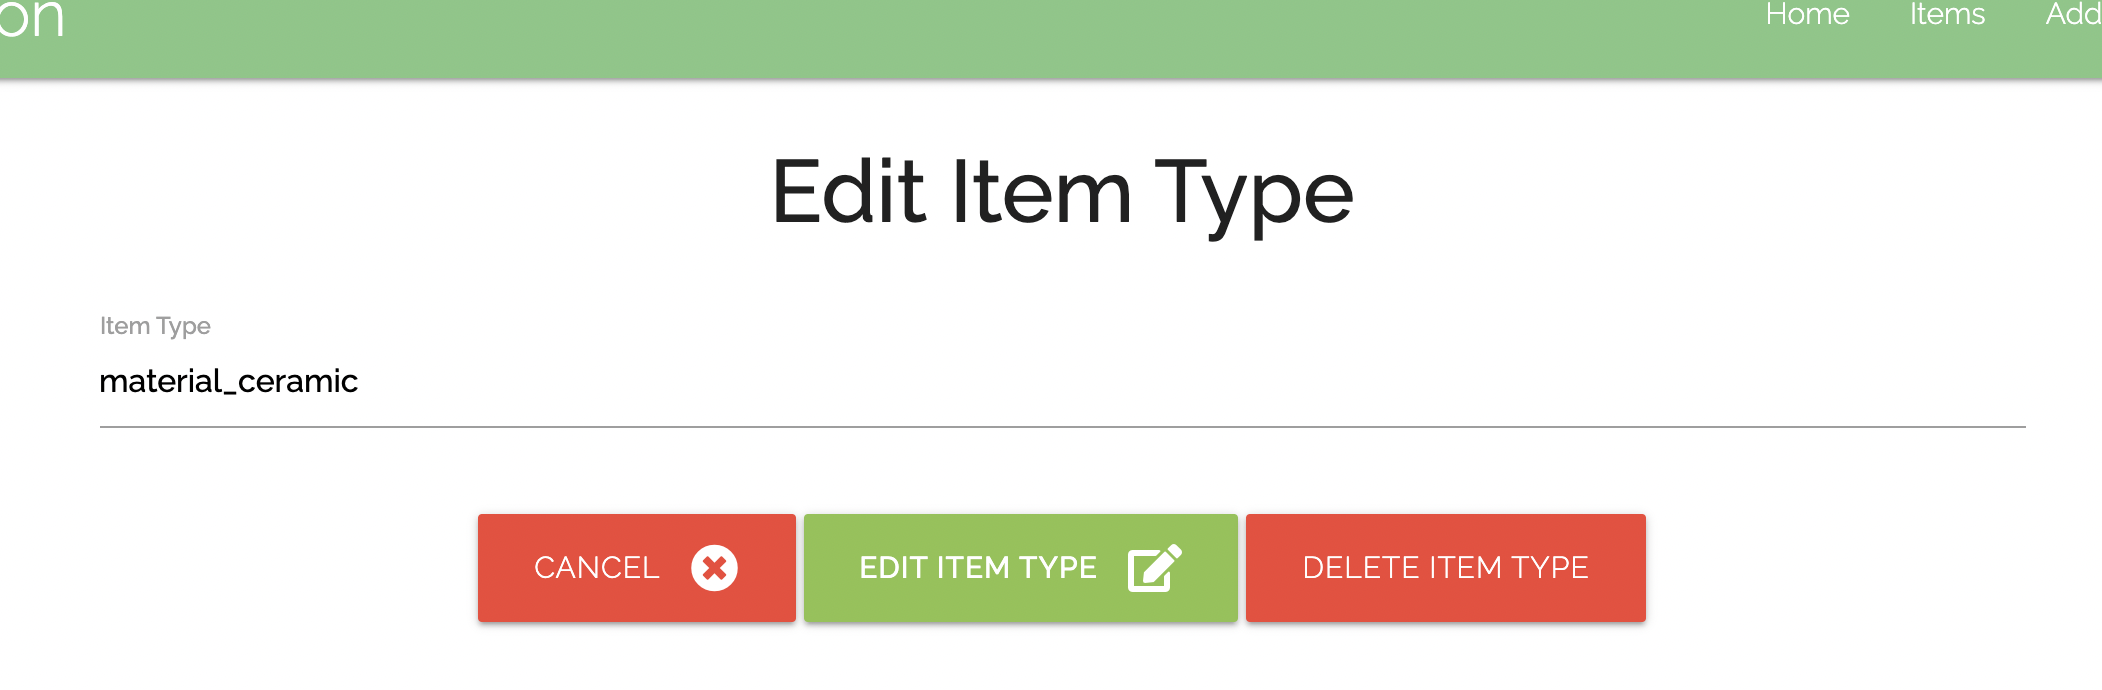 on
Home Items Add
Edit Item Type
Item Type
material_ceramic
CANCEL EDIT ITEM TYPE DELETE ITEM TYPE